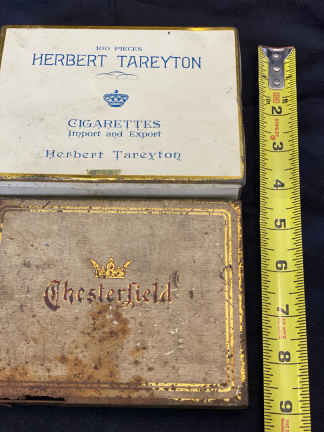 100 PIECES
HERBERT TAREYTON
CIGARETTES
Import and Export
Herbert Tareyton
Chesterfield
2
3
4
5
6
7
8
9